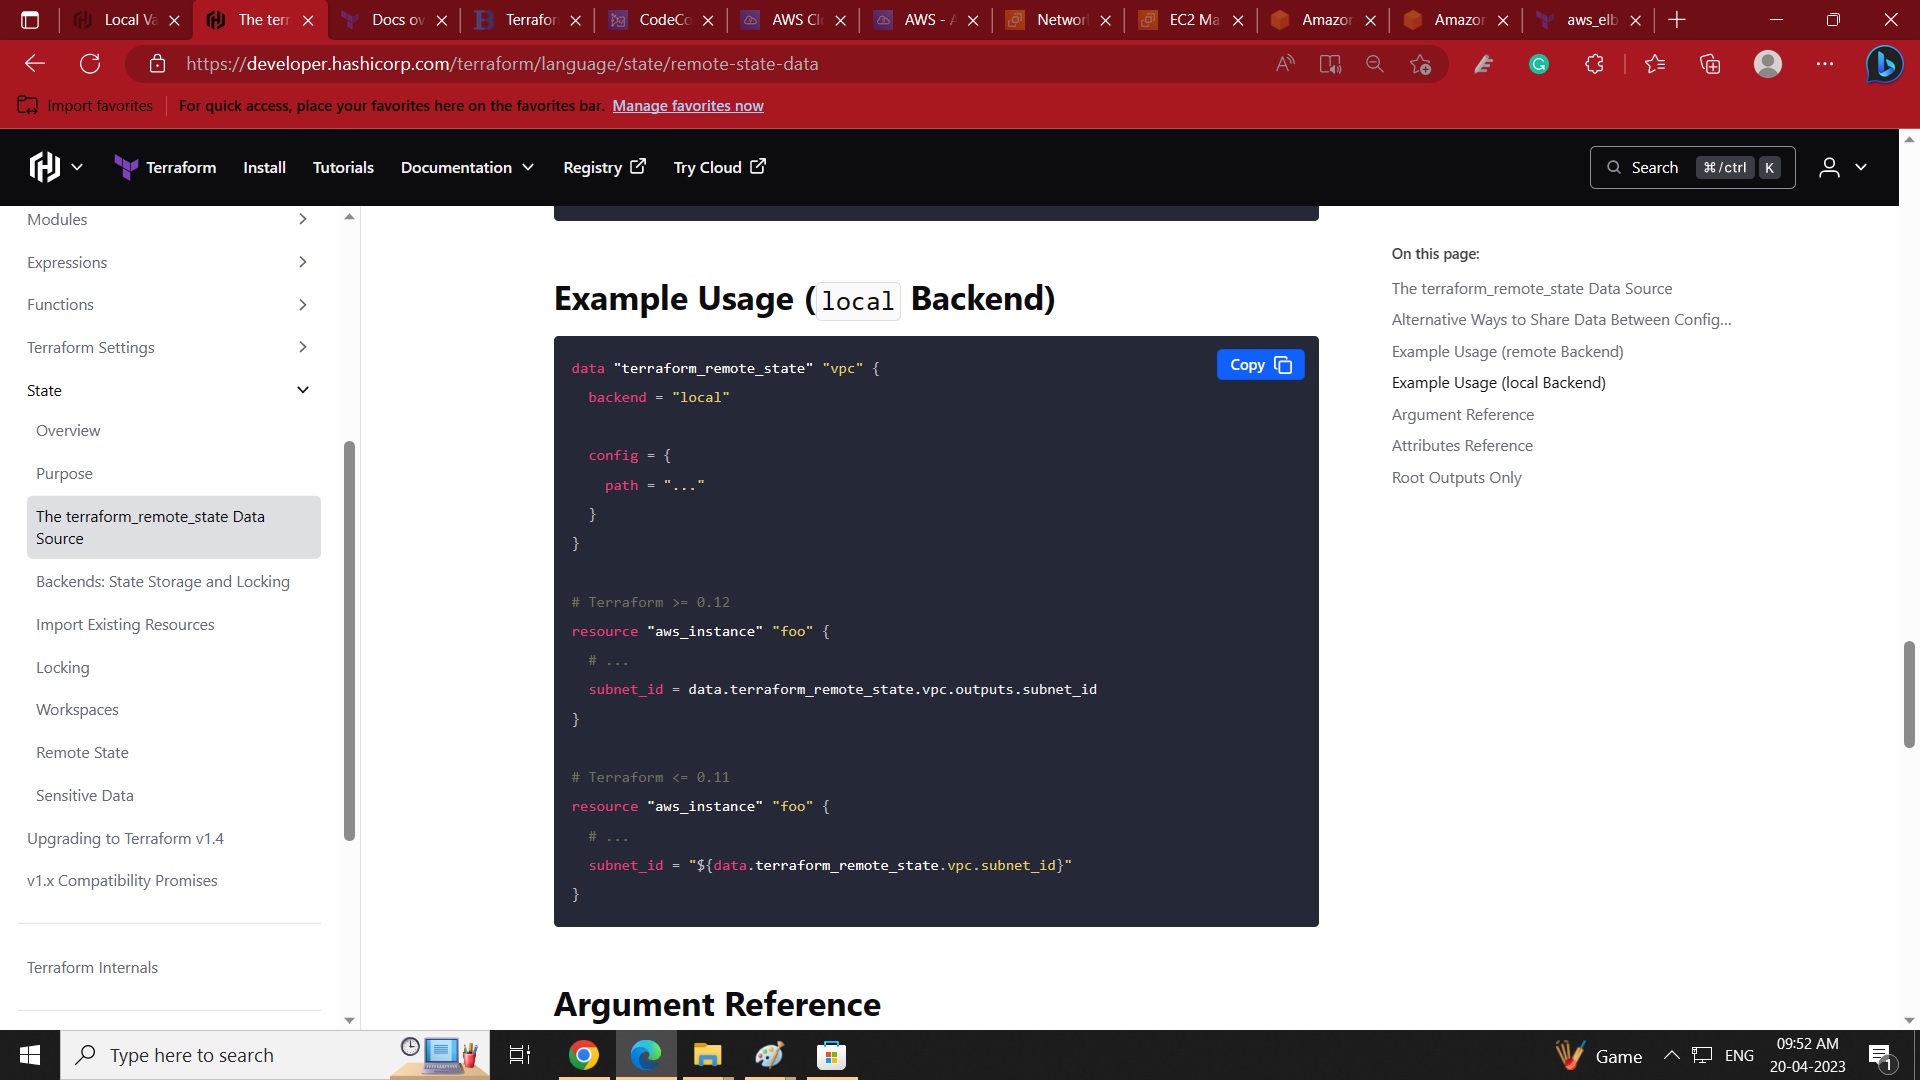 Local Va
The terr
Docs ov
Terrafor
CodeCo
AWS Cl
AWS - A
Networ
EC2 Ma
Amazon
Amazon
aws_elb
https://developer.hashicorp.com/terraform/language/state/remote-state-data
Import favorites
For quick access, place your favorites here on the favorites bar. Manage favorites now
Terraform
Install
Tutorials
Documentation
Registry
Try Cloud
Search
⌘/ctrl
K
Modules
Expressions
Functions
Terraform Settings
State
Overview
Purpose
The terraform_remote_state Data
Source
Backends: State Storage and Locking
Import Existing Resources
Locking
Workspaces
Remote State
Sensitive Data
Upgrading to Terraform v1.4
v1.x Compatibility Promises
Terraform Internals
Example Usage (local Backend)
Copy
data "terraform_remote_state" "vpc" {
backend = "local"
config = {
path = "..."
}
}
# Terraform >= 0.12
resource "aws_instance" "foo" {
# ...
subnet_id = data.terraform_remote_state.vpc.outputs.subnet_id
}
# Terraform <= 0.11
resource "aws_instance" "foo" {
# ...
subnet_id = "${data.terraform_remote_state.vpc.subnet_id}"
}
Argument Reference
On this page:
The terraform_remote_state Data Source
Alternative Ways to Share Data Between Config...
Example Usage (remote Backend)
Example Usage (local Backend)
Argument Reference
Attributes Reference
Root Outputs Only
Type here to search
Game
ENG
09:52 AM
20-04-2023
1